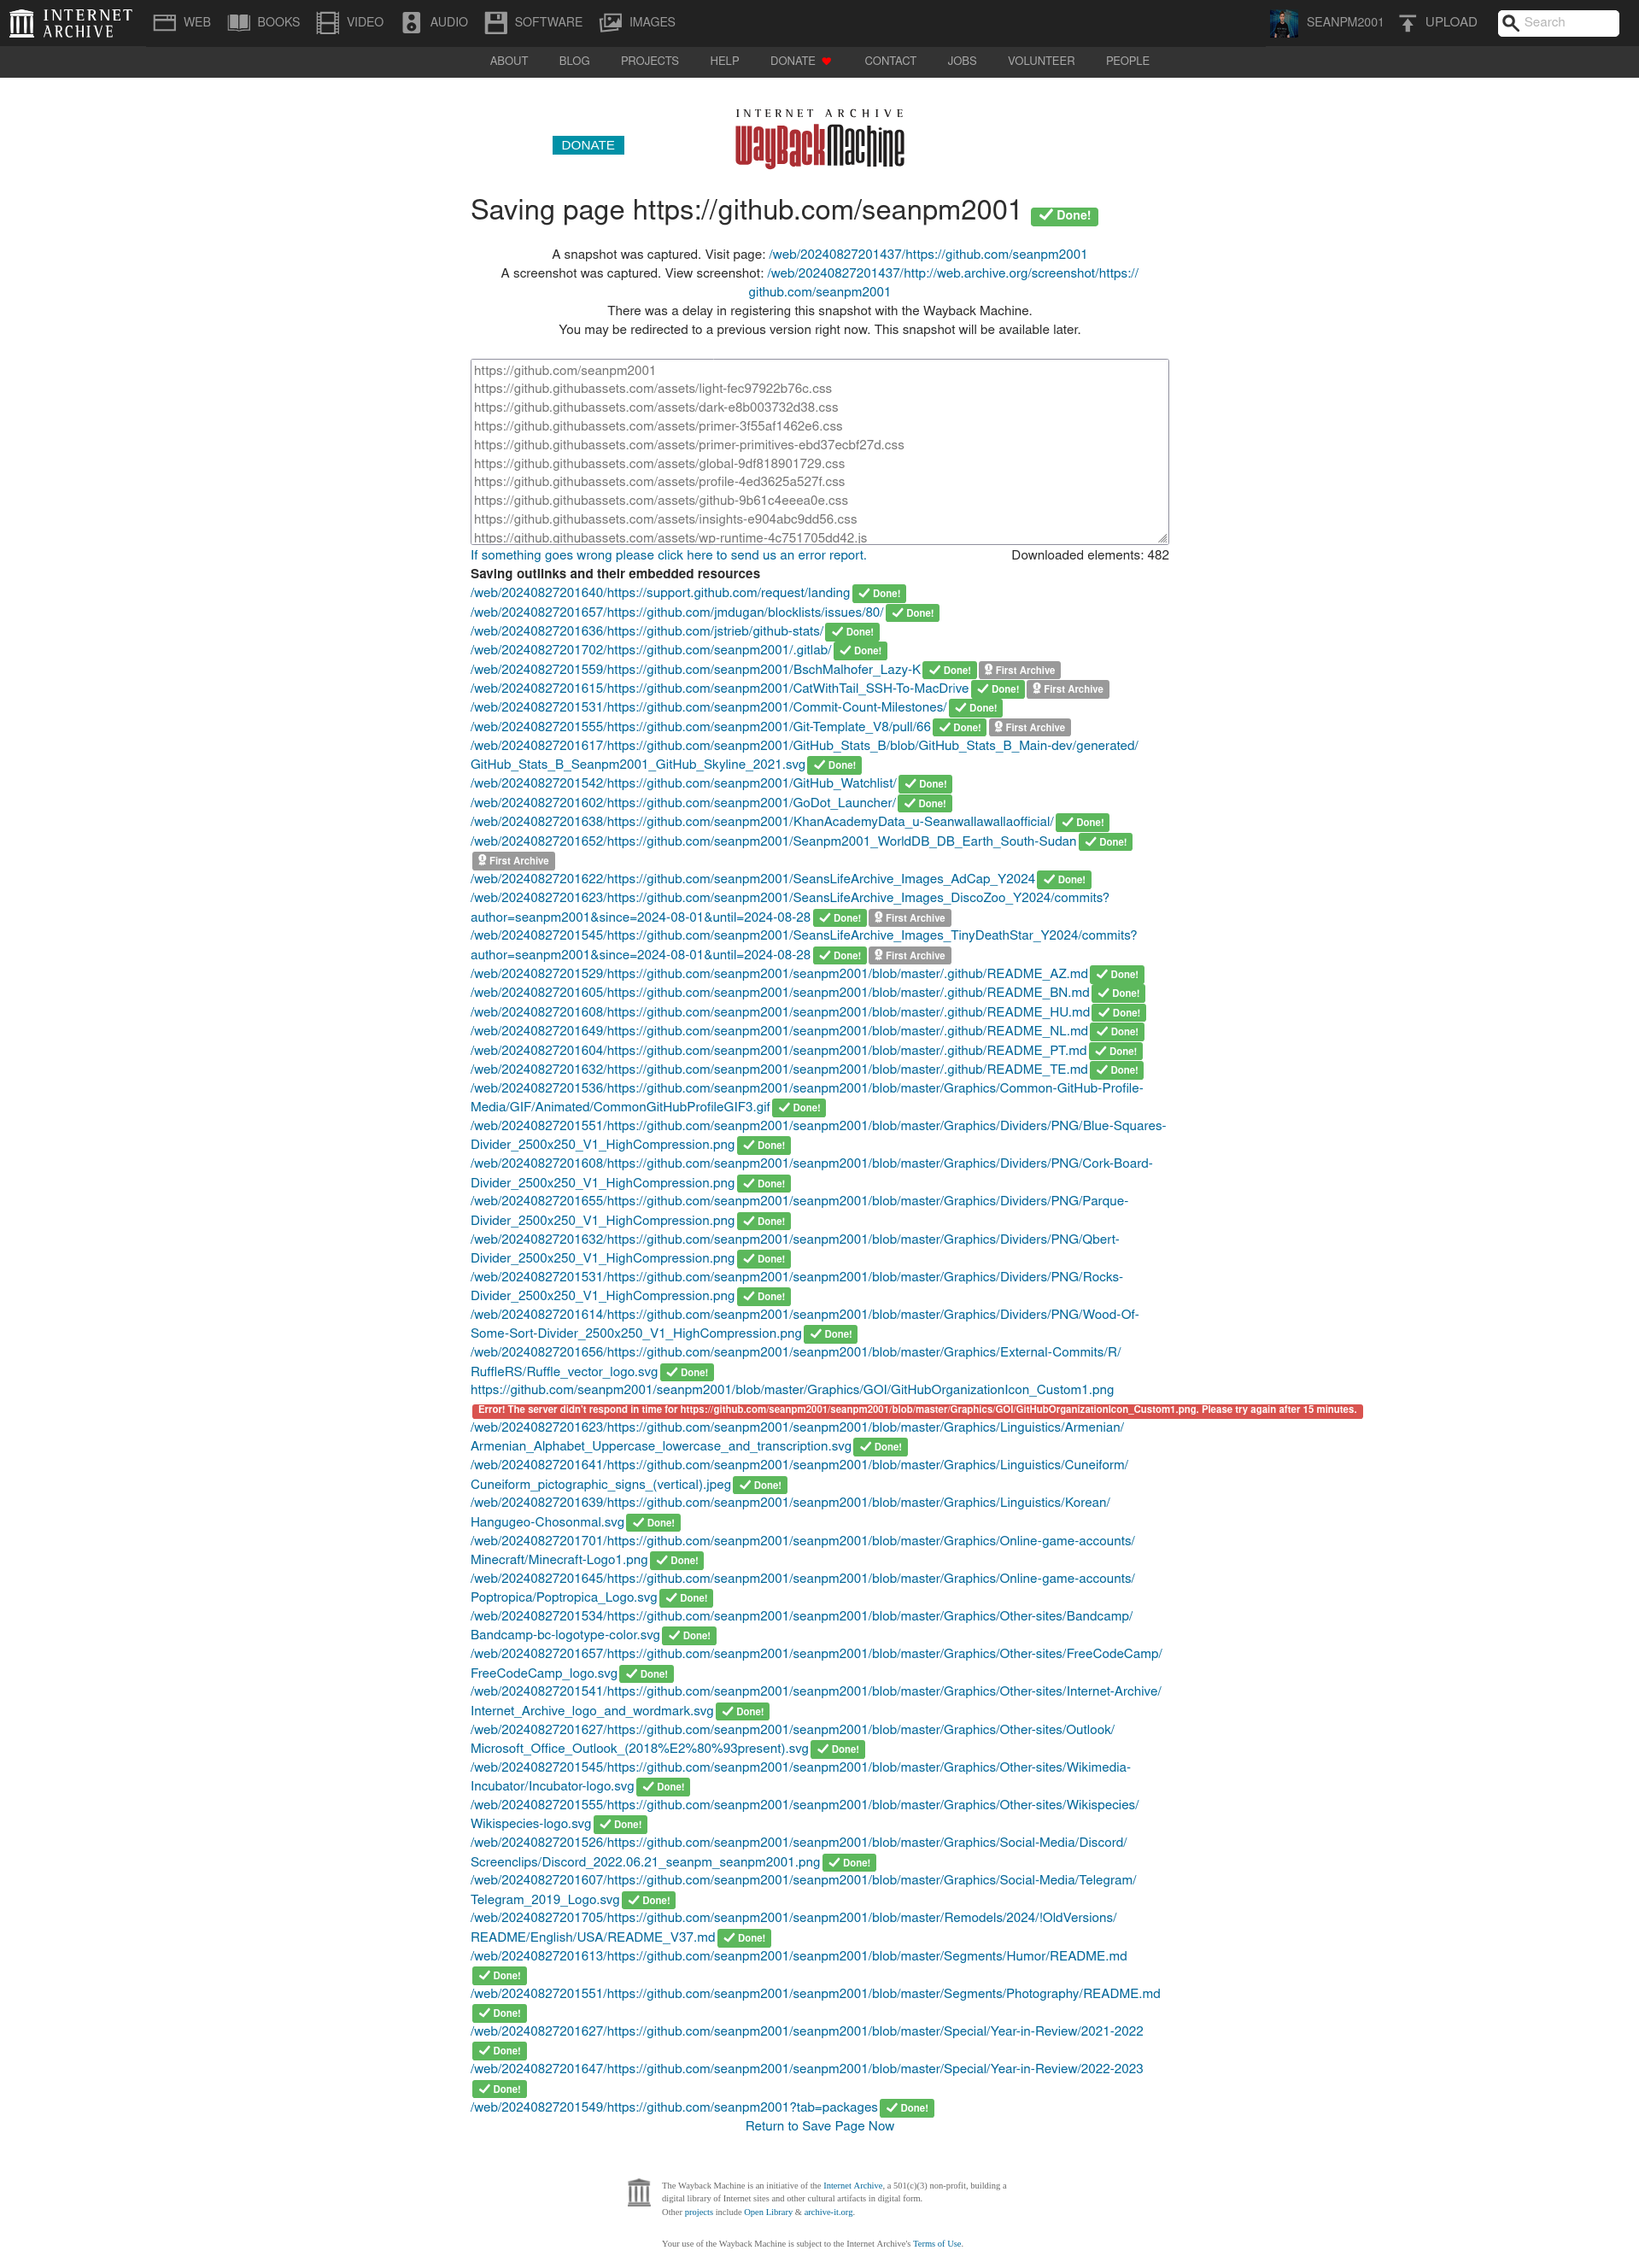 INTERNET ARCHIVE WEB BOOKS VIDEO AUDIO SOFTWARE IMAGES SEANPM2001 UPLOAD Search
ABOUT BLOG PROJECTS HELP DONATE CONTACT JOBS VOLUNTEER PEOPLE
INTERNET ARCHIVE
DONATE WayBackMachine
Saving page https://github.com/seanpm2001 Done!
A snapshot was captured. Visit page: /web/20240827201437/https://github.com/seanpm2001
A screenshot was captured. View screenshot: /web/20240827201437/http://web.archive.org/screenshot/https://
github.com/seanpm2001
There was a delay in registering this snapshot with the Wayback Machine.
You may be redirected to a previous version right now. This snapshot will be available later.
https://github.com/seanpm2001
https://github.githubassets.com/assets/light-fec97922b76c.css
https://github.githubassets.com/assets/dark-e8b003732d38.css
https://github.githubassets.com/assets/primer-3f55af1462e6.css
https://github.githubassets.com/assets/primer-primitives-ebd37ecbf27d.css
https://github.githubassets.com/assets/global-9df818901729.css
https://github.githubassets.com/assets/profile-4ed3625a527f.css
https://github.githubassets.com/assets/github-9b61c4eeea0e.css
https://github.githubassets.com/assets/insights-e904abc9dd56.css
https://github.githubassets.com/assets/wp-runtime-4c751705dd42.js
If something goes wrong please click here to send us an error report. Downloaded elements: 482
Saving outlinks and their embedded resources
/web/20240827201640/https://support.github.com/request/landing Done!
/web/20240827201657/https://github.com/jmdugan/blocklists/issues/80/ Done!
/web/20240827201636/https://github.com/jstrieb/github-stats/ Done!
/web/20240827201702/https://github.com/seanpm2001/.gitlab/ Done!
/web/20240827201559/https://github.com/seanpm2001/BschMalhofer_Lazy-K Done! First Archive
/web/20240827201615/https://github.com/seanpm2001/CatWithTail_SSH-To-MacDrive Done! First Archive
/web/20240827201531/https://github.com/seanpm2001/Commit-Count-Milestones/ Done!
/web/20240827201555/https://github.com/seanpm2001/Git-Template_V8/pull/66 Done! First Archive
/web/20240827201617/https://github.com/seanpm2001/GitHub_Stats_B/blob/GitHub_Stats_B_Main-dev/generated/
GitHub_Stats_B_Seanpm2001_GitHub_Skyline_2021.svg Done!
/web/20240827201542/https://github.com/seanpm2001/GitHub_Watchlist/ Done!
/web/20240827201602/https://github.com/seanpm2001/GoDot_Launcher/ Done!
/web/20240827201638/https://github.com/seanpm2001/KhanAcademyData_u-Seanwallawallaofficial/ Done!
/web/20240827201652/https://github.com/seanpm2001/Seanpm2001_WorldDB_DB_Earth_South-Sudan Done!
First Archive
/web/20240827201622/https://github.com/seanpm2001/SeansLifeArchive_Images_AdCap_Y2024 Done!
/web/20240827201623/https://github.com/seanpm2001/SeansLifeArchive_Images_DiscoZoo_Y2024/commits?
author=seanpm2001&since=2024-08-01&until=2024-08-28 Done! First Archive
/web/20240827201545/https://github.com/seanpm2001/SeansLifeArchive_Images_TinyDeathStar_Y2024/commits?
author=seanpm2001&since=2024-08-01&until=2024-08-28 Done! First Archive
/web/20240827201529/https://github.com/seanpm2001/seanpm2001/blob/master/.github/README_AZ.md Done!
/web/20240827201605/https://github.com/seanpm2001/seanpm2001/blob/master/.github/README_BN.md Done!
/web/20240827201608/https://github.com/seanpm2001/seanpm2001/blob/master/.github/README_HU.md Done!
/web/20240827201649/https://github.com/seanpm2001/seanpm2001/blob/master/.github/README_NL.md Done!
/web/20240827201604/https://github.com/seanpm2001/seanpm2001/blob/master/.github/README_PT.md Done!
/web/20240827201632/https://github.com/seanpm2001/seanpm2001/blob/master/.github/README_TE.md Done!
/web/20240827201536/https://github.com/seanpm2001/seanpm2001/blob/master/Graphics/Common-GitHub-Profile-
Media/GIF/Animated/CommonGitHubProfileGIF3.gif Done!
/web/20240827201551/https://github.com/seanpm2001/seanpm2001/blob/master/Graphics/Dividers/PNG/Blue-Squares-
Divider_2500x250_V1_HighCompression.png Done!
/web/20240827201608/https://github.com/seanpm2001/seanpm2001/blob/master/Graphics/Dividers/PNG/Cork-Board-
Divider_2500x250_V1_HighCompression.png Done!
/web/20240827201655/https://github.com/seanpm2001/seanpm2001/blob/master/Graphics/Dividers/PNG/Parque-
Divider_2500x250_V1_HighCompression.png Done!
/web/20240827201632/https://github.com/seanpm2001/seanpm2001/blob/master/Graphics/Dividers/PNG/Qbert-
Divider_2500x250_V1_HighCompression.png Done!
/web/20240827201531/https://github.com/seanpm2001/seanpm2001/blob/master/Graphics/Dividers/PNG/Rocks-
Divider_2500x250_V1_HighCompression.png Done!
/web/20240827201614/https://github.com/seanpm2001/seanpm2001/blob/master/Graphics/Dividers/PNG/Wood-Of-
Some-Sort-Divider_2500x250_V1_HighCompression.png Done!
/web/20240827201656/https://github.com/seanpm2001/seanpm2001/blob/master/Graphics/External-Commits/R/
RuffleRS/Ruffle_vector_logo.svg Done!
https://github.com/seanpm2001/seanpm2001/blob/master/Graphics/GOI/GitHubOrganizationIcon_Custom1.png
Error! The server didn't respond in time for https://github.com/seanpm2001/seanpm2001/blob/master/Graphics/GOI/GitHubOrganizationIcon_Custom1.png. Please try again after 15 minutes.
/web/20240827201623/https://github.com/seanpm2001/seanpm2001/blob/master/Graphics/Linguistics/Armenian/
Armenian_Alphabet_Uppercase_lowercase_and_transcription.svg Done!
/web/20240827201641/https://github.com/seanpm2001/seanpm2001/blob/master/Graphics/Linguistics/Cuneiform/
Cuneiform_pictographic_signs_(vertical).jpeg Done!
/web/20240827201639/https://github.com/seanpm2001/seanpm2001/blob/master/Graphics/Linguistics/Korean/
Hangugeo-Chosonmal.svg Done!
/web/20240827201701/https://github.com/seanpm2001/seanpm2001/blob/master/Graphics/Online-game-accounts/
Minecraft/Minecraft-Logo1.png Done!
/web/20240827201645/https://github.com/seanpm2001/seanpm2001/blob/master/Graphics/Online-game-accounts/
Poptropica/Poptropica_Logo.svg Done!
/web/20240827201534/https://github.com/seanpm2001/seanpm2001/blob/master/Graphics/Other-sites/Bandcamp/
Bandcamp-bc-logotype-color.svg Done!
/web/20240827201657/https://github.com/seanpm2001/seanpm2001/blob/master/Graphics/Other-sites/FreeCodeCamp/
FreeCodeCamp_logo.svg Done!
/web/20240827201541/https://github.com/seanpm2001/seanpm2001/blob/master/Graphics/Other-sites/Internet-Archive/
Internet_Archive_logo_and_wordmark.svg Done!
/web/20240827201627/https://github.com/seanpm2001/seanpm2001/blob/master/Graphics/Other-sites/Outlook/
Microsoft_Office_Outlook_(2018%E2%80%93present).svg Done!
/web/20240827201545/https://github.com/seanpm2001/seanpm2001/blob/master/Graphics/Other-sites/Wikimedia-
Incubator/Incubator-logo.svg Done!
/web/20240827201555/https://github.com/seanpm2001/seanpm2001/blob/master/Graphics/Other-sites/Wikispecies/
Wikispecies-logo.svg Done!
/web/20240827201526/https://github.com/seanpm2001/seanpm2001/blob/master/Graphics/Social-Media/Discord/
Screenclips/Discord_2022.06.21_seanpm_seanpm2001.png Done!
/web/20240827201607/https://github.com/seanpm2001/seanpm2001/blob/master/Graphics/Social-Media/Telegram/
Telegram_2019_Logo.svg Done!
/web/20240827201705/https://github.com/seanpm2001/seanpm2001/blob/master/Remodels/2024/!OldVersions/
README/English/USA/README_V37.md Done!
/web/20240827201613/https://github.com/seanpm2001/seanpm2001/blob/master/Segments/Humor/README.md
Done!
/web/20240827201551/https://github.com/seanpm2001/seanpm2001/blob/master/Segments/Photography/README.md
Done!
/web/20240827201627/https://github.com/seanpm2001/seanpm2001/blob/master/Special/Year-in-Review/2021-2022
Done!
/web/20240827201647/https://github.com/seanpm2001/seanpm2001/blob/master/Special/Year-in-Review/2022-2023
Done!
/web/20240827201549/https://github.com/seanpm2001?tab=packages Done!
Return to Save Page Now
The Wayback Machine is an initiative of the Internet Archive, a 501(c)(3) non-profit, building a
digital library of Internet sites and other cultural artifacts in digital form.
Other projects include Open Library & archive-it.org.
Your use of the Wayback Machine is subject to the Internet Archive's Terms of Use.